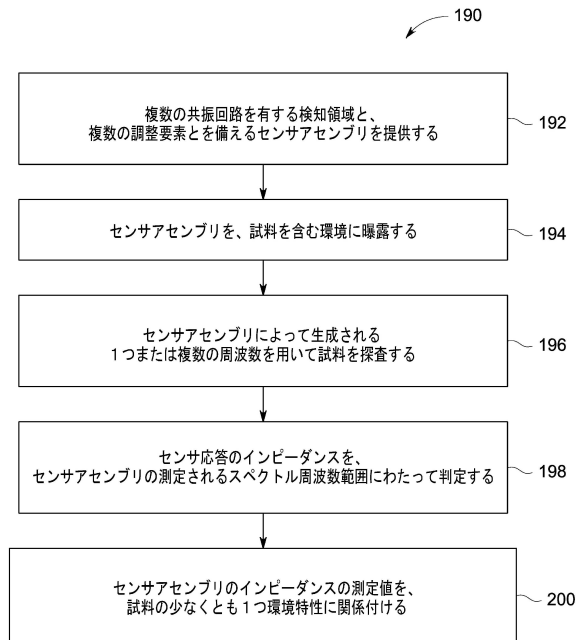 190
複数の共振回路を有する検知領域と、
複数の調整要素とを備えるセンサアセンブリを提供する
192
センサアセンブリを、試料を含む環境に曝露する
194
センサアセンブリによって生成される
1つまたは複数の周波数を用いて試料を探査する
196
センサ応答のインピーダンスを、
センサアセンブリの測定されるスペクトル周波数範囲にわたって判定する
198
センサアセンブリのインピーダンスの測定値を、
試料の少なくとも1つ環境特性に関係付ける
200